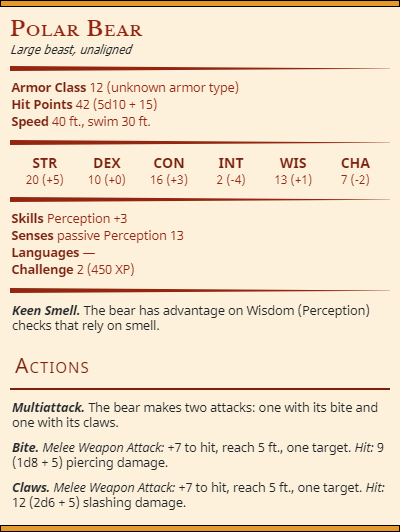 Polar Bear
Large beast, unaligned
Armor Class 12 (unknown armor type)
Hit Points 42 (5d10 + 15)
Speed 40 ft., swim 30 ft.
STR DEX CON INT WIS CHA
20 (+5) 10 (+0) 16 (+3) 2 (-4) 13 (+1) 7 (-2)
Skills Perception +3
Senses passive Perception 13
Languages —
Challenge 2 (450 XP)
Keen Smell. The bear has advantage on Wisdom (Perception)
checks that rely on smell.
Actions
Multiattack. The bear makes two attacks: one with its bite and
one with its claws.
Bite. Melee Weapon Attack: +7 to hit, reach 5 ft., one target. Hit: 9
(1d8 + 5) piercing damage.
Claws. Melee Weapon Attack: +7 to hit, reach 5 ft., one target. Hit:
12 (2d6 + 5) slashing damage.